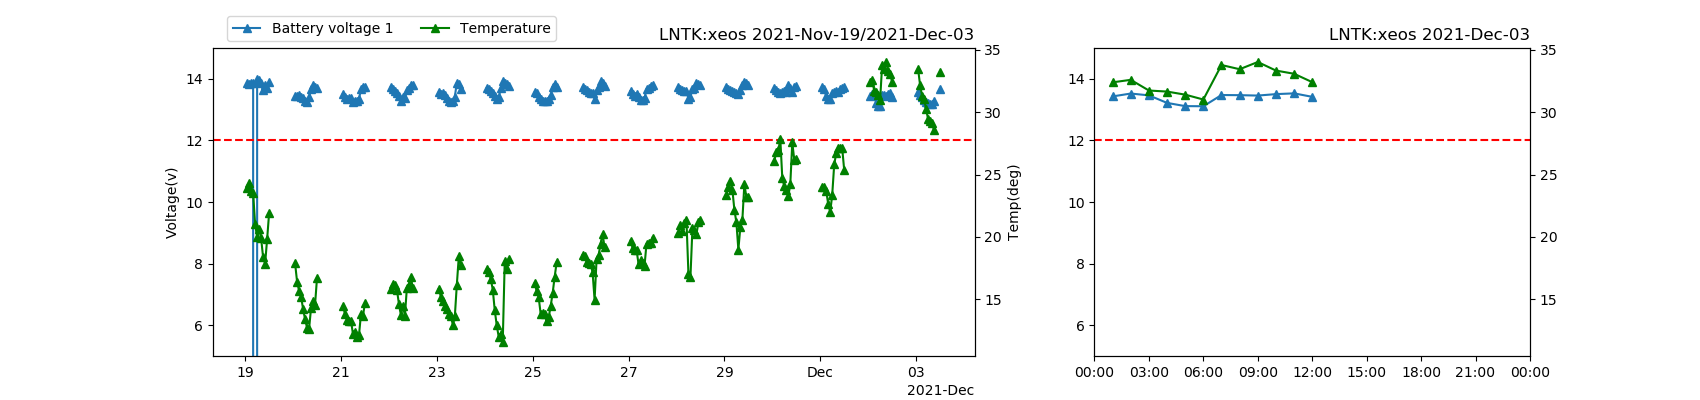 Battery voltage 1 Temperature
LNTK:xeos 2021-Nov-19/2021-Dec-03
Voltage(v)
14
12
10
8
6
35
30
25
20
15
Temp(deg)
19 21 23 25 27 29 Dec 03
2021-Dec
LNTK:xeos 2021-Dec-03
14
12
10
8
6
35
30
25
20
15
00:00 03:00 06:00 09:00 12:00 15:00 18:00 21:00 00:00